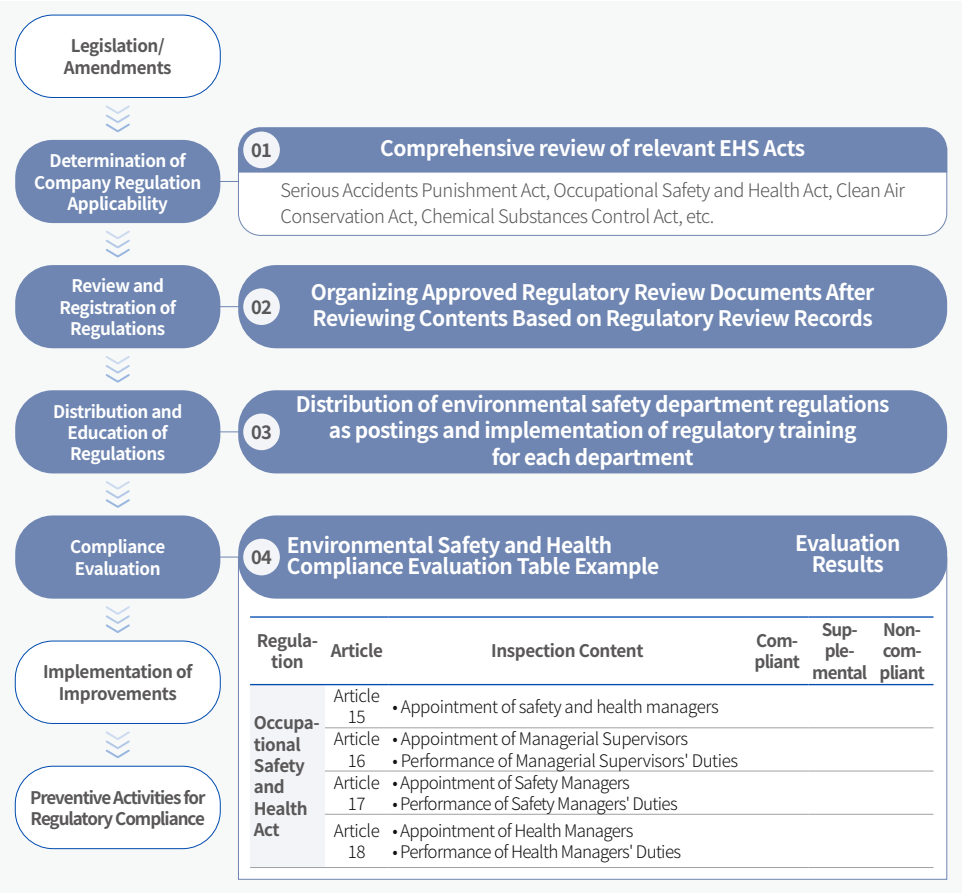 Legislation/
Amendments
Determination of
Company Regulation
Applicability
01
Comprehensive review of relevant EHS Acts
Serious Accidents Punishment Act, Occupational Safety and Health Act, Clean Air
Conservation Act, Chemical Substances Control Act, etc.
Review and
Registration of
Regulations
02
Organizing Approved Regulatory Review Documents After
Reviewing Contents Based on Regulatory Review Records
Distribution and
Education of
Regulations
03
Distribution of environmental safety department regulations
as postings and implementation of regulatory training
for each department
Compliance
Evaluation
04
Environmental Safety and Health
Compliance Evaluation Table Example
Evaluation
Results
Regula-
tion
Article
Inspection Content
Com-
pliant
Sup-
ple-
mental
Non-
com-
pliant
Occupa-
tional
Safety
and
Health
Act
Article
15
• Appointment of safety and health managers
Article
16
• Appointment of Managerial Supervisors
• Performance of Managerial Supervisors' Duties
Article
17
• Appointment of Safety Managers
• Performance of Safety Managers' Duties
Article
18
• Appointment of Health Managers
• Performance of Health Managers' Duties
Implementation of
Improvements
Preventive Activities for
Regulatory Compliance